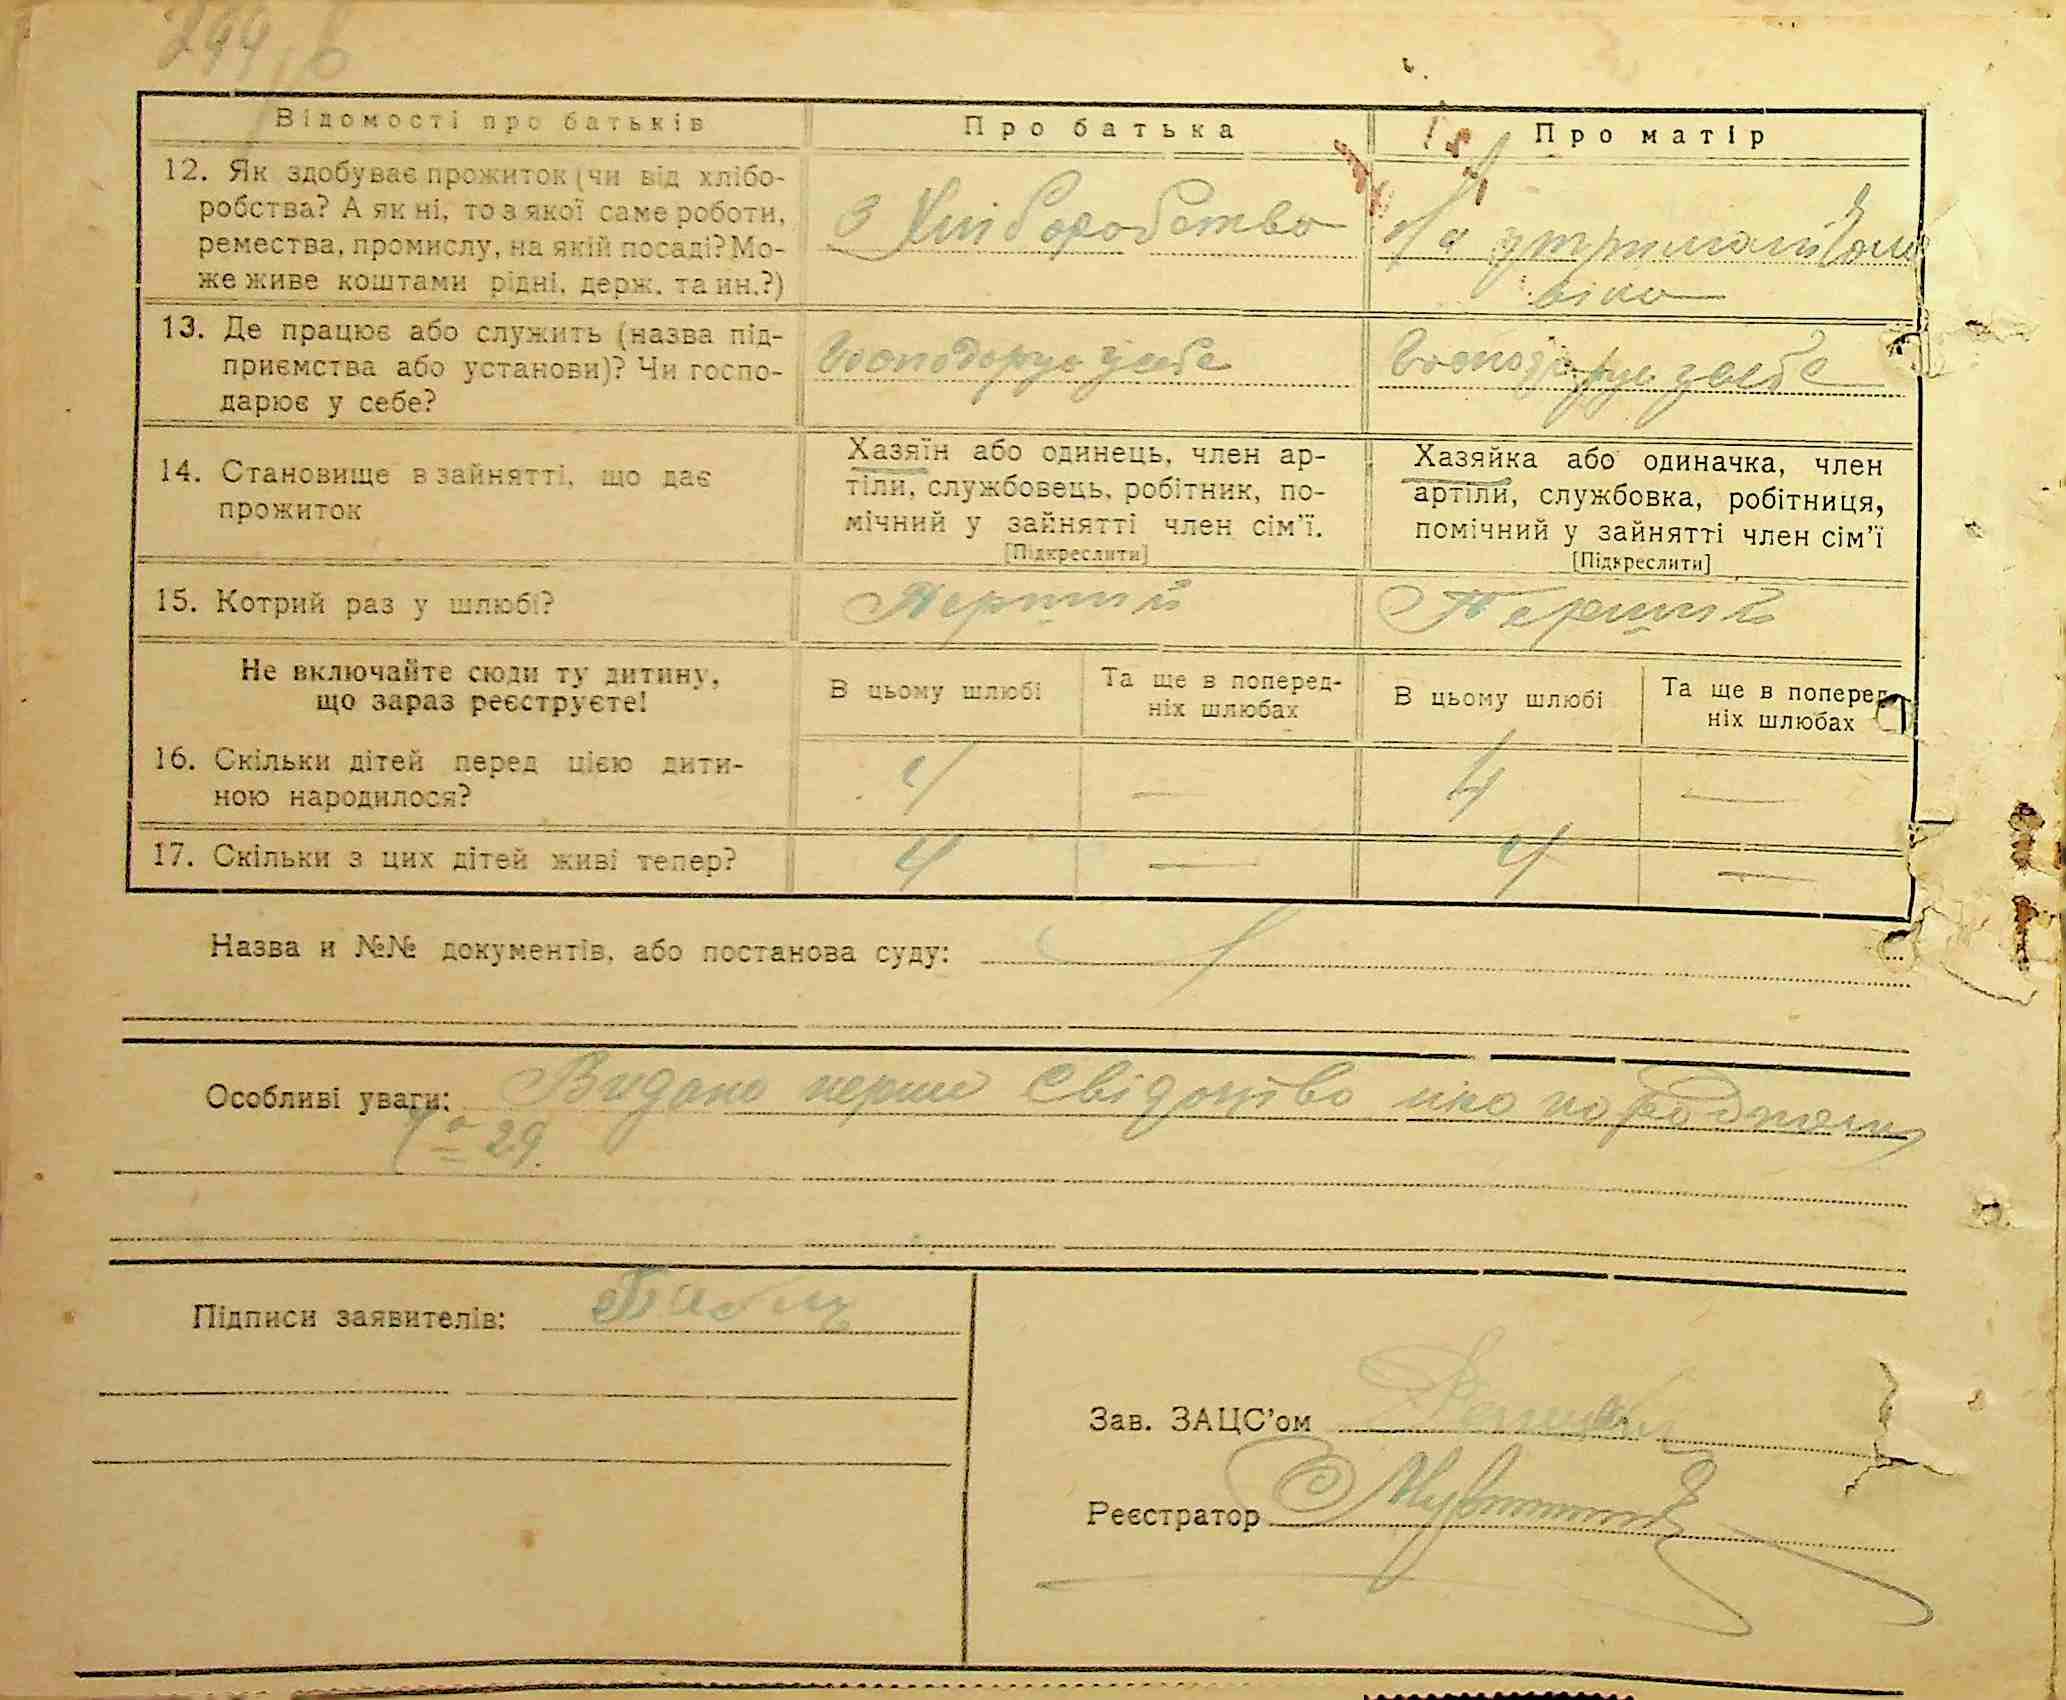 Відомості про батьків
Про батька
Про матір
12. Як здобуває прожиток (чи від хлібо-
робства? А як ні, то з якої саме роботи,
ремества, промислу, на якій посаді? Мо-
же живе коштами рідні, держ. та ин.?)
З Хліборобства
На утриманні
13. Де працює або служить (назва під-
приємства або установи)? Чи госпо-
дарює у себе?
Господарує у себе
Господарує у себе
14. Становище в зайнятті, що дає
прожиток
Хазяїн або одинець, член ар-
тіли, службовець, робітник, по-
мічний у зайнятті член сім'ї.
[Підкреслити]
Хазяйка або одиначка, член
артіли, службовка, робітниця,
помічний у зайнятті член сім'ї
[Підкреслити]
15. Котрий раз у шлюбі?
Перший
Перший
Не включайте сюди ту дитину,
що зараз реєструєте!
В цьому шлюбі
Та ще в поперед-
ніх шлюбах
В цьому шлюбі
Та ще в поперед-
ніх шлюбах
16. Скільки дітей перед цією дити-
ною народилося?
4
—
4
—
17. Скільки з цих дітей живі тепер?
4
—
4
—
Назва и №№ документів, або постанова суду:
Особливі уваги: Видано перше свідоцтво про народження
29.
Підписи заявителів:
Зав. ЗАЦС'ом
Реєстратор